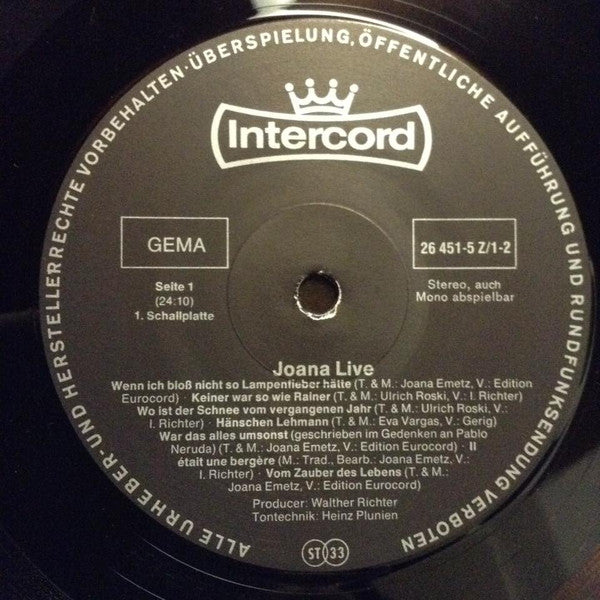 ALLE URHEBER- UND HERSTELLERRECHTE VORBEHALTEN · ÜBERSPIELUNG, ÖFFENTLICHE AUFFÜHRUNG UND RUNDFUNKSENDUNG VERBOTEN
Intercord
GEMA
26 451-5 Z/1-2
Seite 1
(24:10)
1. Schallplatte
Stereo, auch
Mono abspielbar
Joana Live
Wenn ich bloß nicht so Lampenfieber hätte (T. & M.: Joana Emetz, V.: Edition
Eurocord) · Keiner war so wie Rainer (T. & M.: Ulrich Roski, V.: I. Richter)
Wo ist der Schnee vom vergangenen Jahr (T. & M.: Ulrich Roski, V.:
I. Richter) · Hänschen Lehmann (T. & M.: Eva Vargas, V.: Gerig)
War das alles umsonst (geschrieben im Gedenken an Pablo
Neruda) (T. & M.: Joana Emetz, V.: Edition Eurocord) · Il
était une bergère (M.: Trad., Bearb.: Joana Emetz, V.:
I. Richter) · Vom Zauber des Lebens (T. & M.:
Joana Emetz, V.: Edition Eurocord)
Producer: Walther Richter
Tontechnik: Heinz Plunien
ST 33